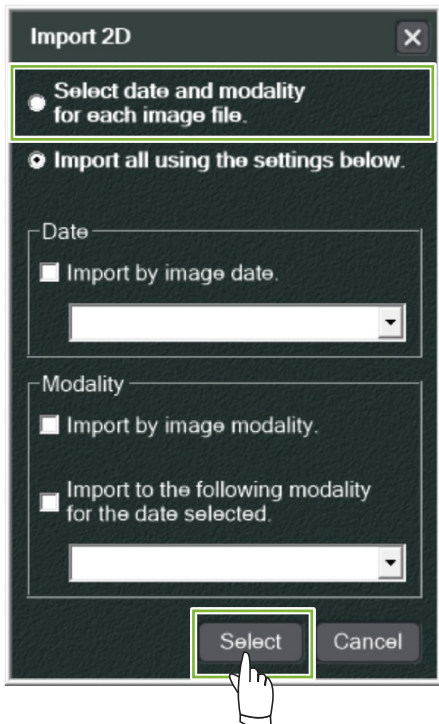 Import 2D
Select date and modality
for each image file.
Import all using the settings below.
Date
Import by image date.
Modality
Import by image modality.
Import to the following modality
for the date selected.
Select
Cancel